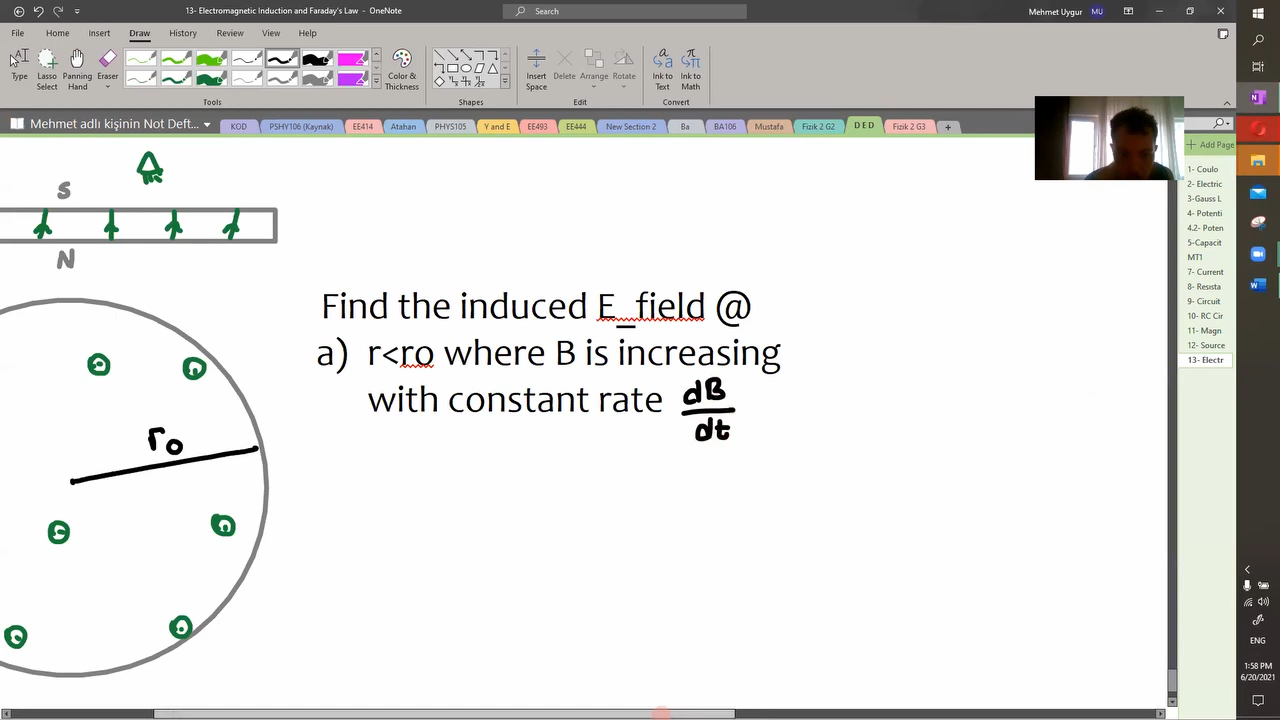 13- Electromagnetic Induction and Faraday's Law - OneNote
Search
Mehmet Uygur
MU
File Home Insert Draw History Review View Help
Type
Lasso Select
Panning Hand
Eraser
Color & Thickness
Insert Space
Delete
Arrange
Rotate
Ink to Text
Ink to Math
Tools
Shapes
Edit
Convert
Mehmet adlı kişinin Not Deft...
KOD PSHY106 (Kaynak) EE414 Atahan PHYS105 Y and E EE493 EE444 New Section 2 Ba BA106 Mustafa Fizik 2 G2 D E D Fizik 2 G3 +
Add Page
1- Coulo
2- Electric
3-Gauss L
4- Potenti
4.2- Poten
5-Capacit
MT1
7- Current
8- Resista
9- Circuit
10- RC Cir
11- Magn
12- Source
13- Electr
S
N
Find the induced E_field @
a) r<ro where B is increasing
with constant rate dB
dt
ro
ENG
1:58 PM
6/20/2021